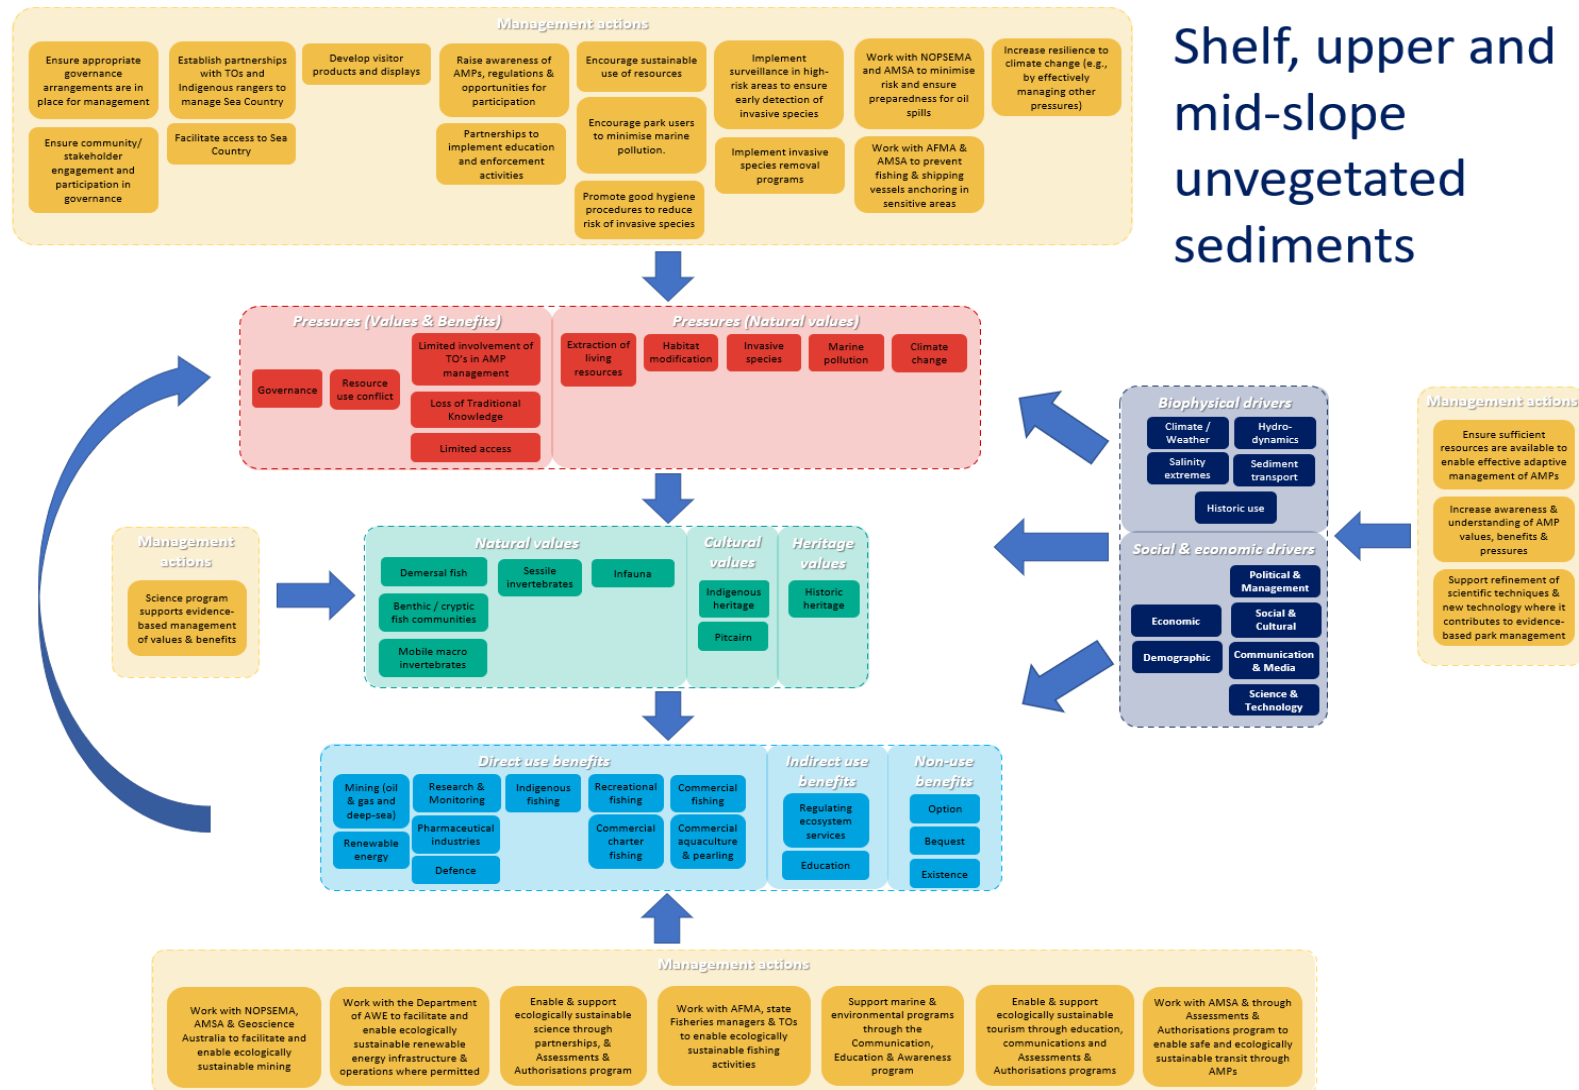 Shelf, upper and
mid-slope
unvegetated
sediments
Management actions
Ensure appropriate
governance
arrangements are in
place for management
Ensure community/
stakeholder
engagement and
participation in
governance
Establish partnerships
with TOs and
Indigenous rangers to
manage Sea Country
Facilitate access to Sea
Country
Develop visitor
products and displays
Raise awareness of
AMPs, regulations &
opportunities for
participation
Partnerships to
implement education
and enforcement
activities
Encourage sustainable
use of resources
Encourage park users
to minimise marine
pollution.
Promote good hygiene
procedures to reduce
risk of invasive species
Implement
surveillance in high-
risk areas to ensure
early detection of
invasive species
Implement invasive
species removal
programs
Work with NOPSEMA
and AMSA to minimise
risk and ensure
preparedness for oil
spills
Work with AFMA &
AMSA to prevent
fishing & shipping
vessels anchoring in
sensitive areas
Increase resilience to
climate change (e.g.,
by effectively
managing other
pressures)
Pressures (Values & Benefits)
Governance
Resource
use conflict
Limited involvement of
TO's in AMP
management
Loss of Traditional
Knowledge
Limited access
Pressures (Natural values)
Extraction of
living
resources
Habitat
modification
Invasive
species
Marine
pollution
Climate
change
Biophysical drivers
Climate /
Weather
Hydro-
dynamics
Salinity
extremes
Sediment
transport
Historic use
Social & economic drivers
Political &
Management
Economic
Social &
Cultural
Demographic
Communication
& Media
Science &
Technology
Management actions
Ensure sufficient
resources are available to
enable effective adaptive
management of AMPs
Increase awareness &
understanding of AMP
values, benefits &
pressures
Support refinement of
scientific techniques &
new technology where it
contributes to evidence-
based park management
Management
actions
Science program
supports evidence-
based management
of values & benefits
Natural values
Demersal fish
Sessile
invertebrates
Infauna
Benthic / cryptic
fish communities
Mobile macro
invertebrates
Cultural
values
Indigenous
heritage
Pitcairn
Heritage
values
Historic
heritage
Direct use benefits
Mining (oil
& gas and
deep-sea)
Renewable
energy
Research &
Monitoring
Pharmaceutical
industries
Defence
Indigenous
fishing
Recreational
fishing
Commercial
charter
fishing
Commercial
fishing
Commercial
aquaculture
& pearling
Indirect use
benefits
Regulating
ecosystem
services
Education
Non-use
benefits
Option
Bequest
Existence
Management actions
Work with NOPSEMA,
AMSA & Geoscience
Australia to facilitate and
enable ecologically
sustainable mining
Work with the Department
of AWE to facilitate and
enable ecologically
sustainable renewable
energy infrastructure &
operations where permitted
Enable & support
ecologically sustainable
science through
partnerships, &
Assessments &
Authorisations program
Work with AFMA, state
Fisheries managers & TOs
to enable ecologically
sustainable fishing
activities
Support marine &
environmental programs
through the
Communication,
Education & Awareness
program
Enable & support
ecologically sustainable
tourism through education,
communications and
Assessments &
Authorisations programs
Work with AMSA & through
Assessments &
Authorisations program to
enable safe and ecologically
sustainable transit through
AMPs